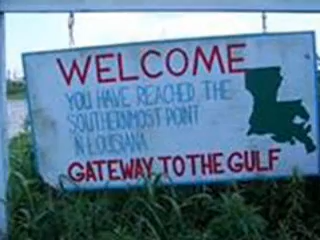 WELCOME
YOU HAVE REACHED THE
SOUTHERNMOST POINT
IN LOUISIANA
GATEWAY TO THE GULF